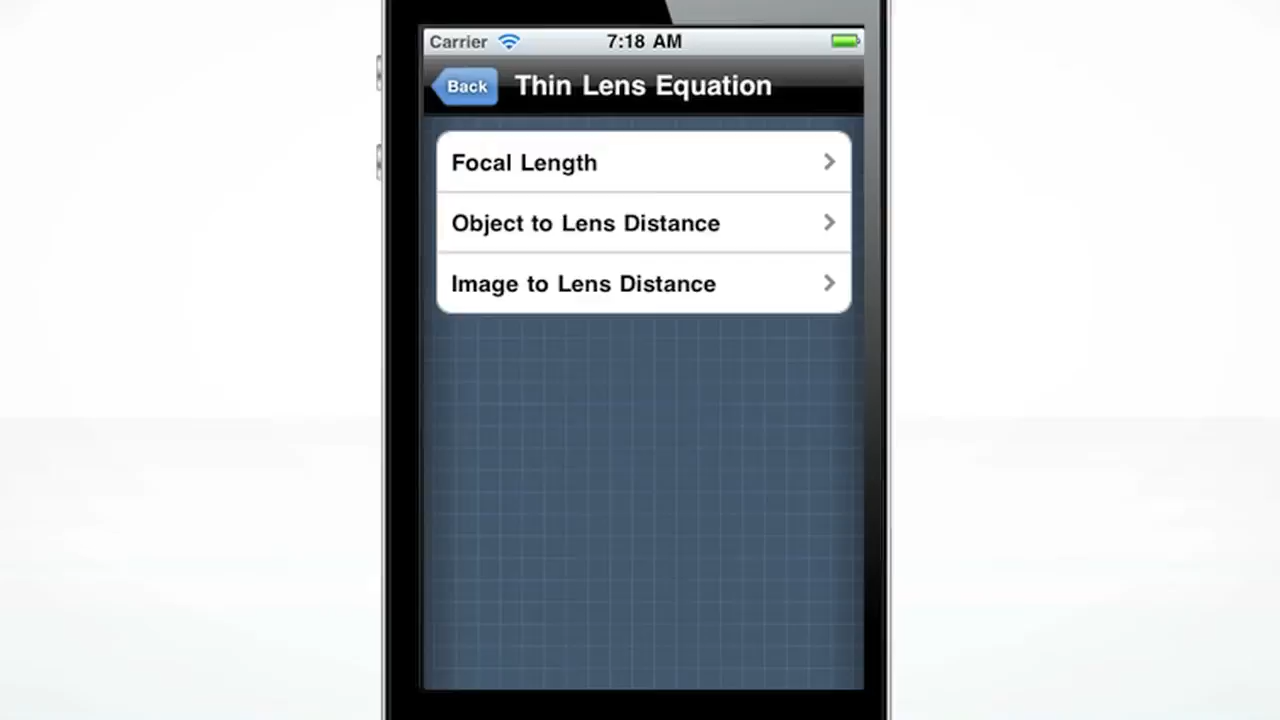 Carrier 7:18 AM
Back Thin Lens Equation
Focal Length
Object to Lens Distance
Image to Lens Distance